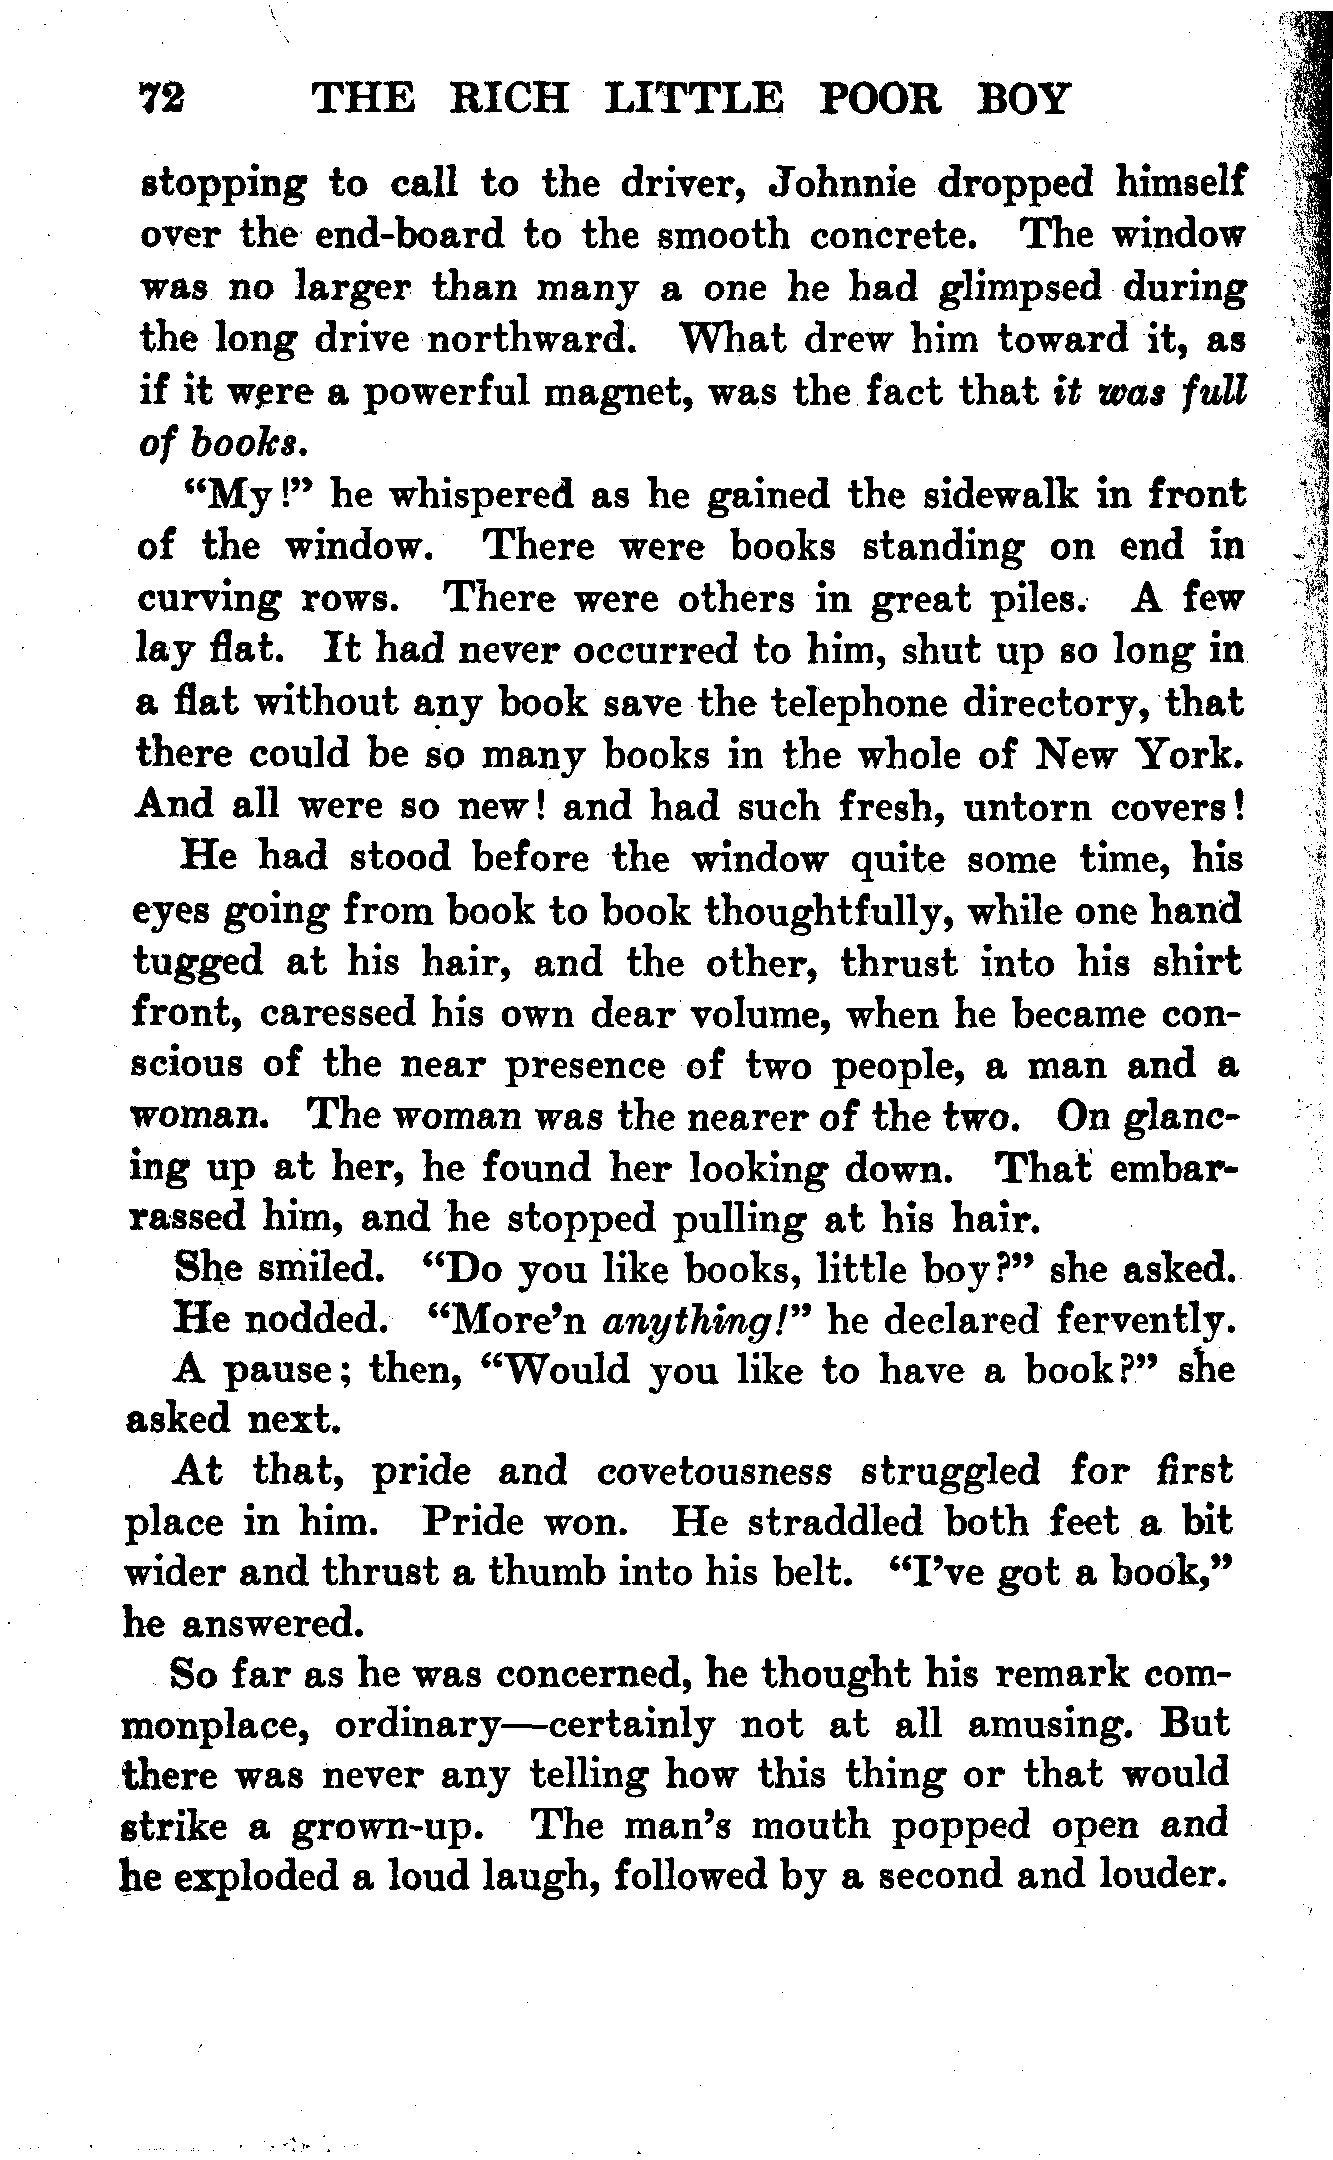 72 THE RICH LITTLE POOR BOY
stopping to call to the driver, Johnnie dropped himself
over the end-board to the smooth concrete. The window
was no larger than many a one he had glimpsed during
the long drive northward. What drew him toward it, as
if it were a powerful magnet, was the fact that it was full
of books.
“My!” he whispered as he gained the sidewalk in front
of the window. There were books standing on end in
curving rows. There were others in great piles. A few
lay flat. It had never occurred to him, shut up so long in
a flat without any book save the telephone directory, that
there could be so many books in the whole of New York.
And all were so new! and had such fresh, untorn covers!
He had stood before the window quite some time, his
eyes going from book to book thoughtfully, while one hand
tugged at his hair, and the other, thrust into his shirt
front, caressed his own dear volume, when he became con-
scious of the near presence of two people, a man and a
woman. The woman was the nearer of the two. On glanc-
ing up at her, he found her looking down. That embar-
rassed him, and he stopped pulling at his hair.
She smiled. “Do you like books, little boy?” she asked.
He nodded. “More’n anything!” he declared fervently.
A pause; then, “Would you like to have a book?” she
asked next.
At that, pride and covetousness struggled for first
place in him. Pride won. He straddled both feet a bit
wider and thrust a thumb into his belt. “I’ve got a book,”
he answered.
So far as he was concerned, he thought his remark com-
monplace, ordinary—certainly not at all amusing. But
there was never any telling how this thing or that would
strike a grown-up. The man’s mouth popped open and
he exploded a loud laugh, followed by a second and louder.